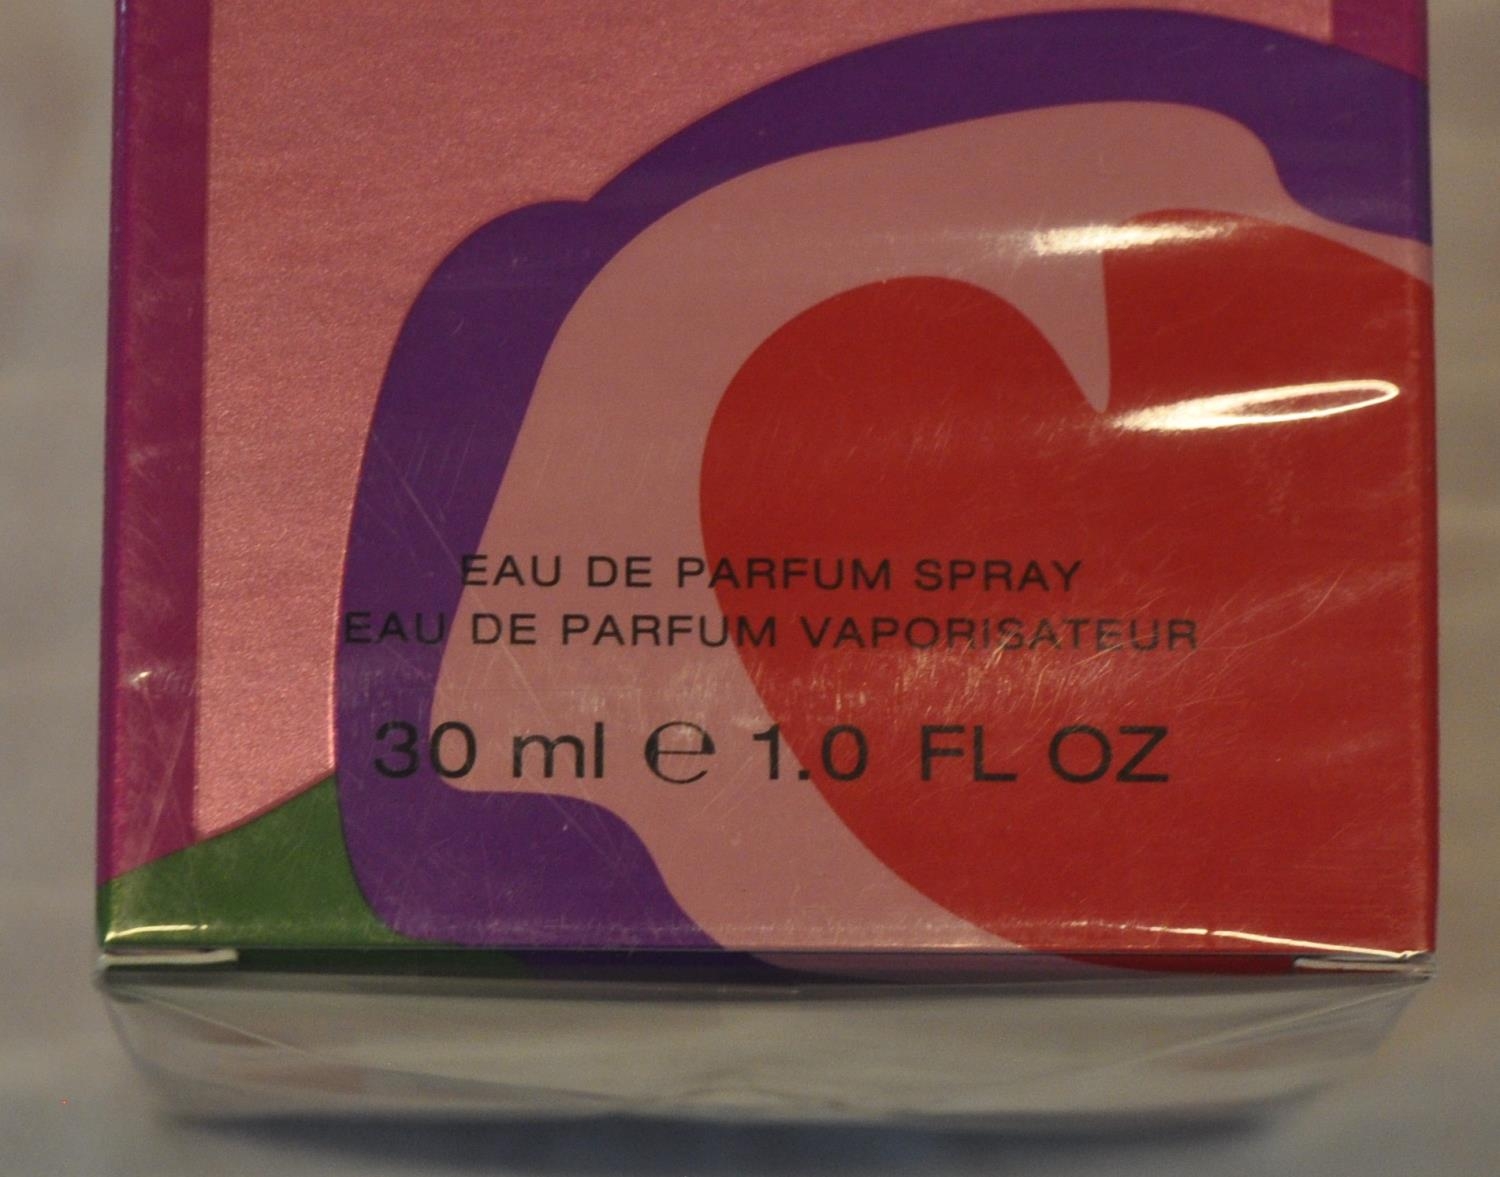 EAU DE PARFUM SPRAY
EAU DE PARFUM VAPORISATEUR
30 ml e 1.0 FL OZ